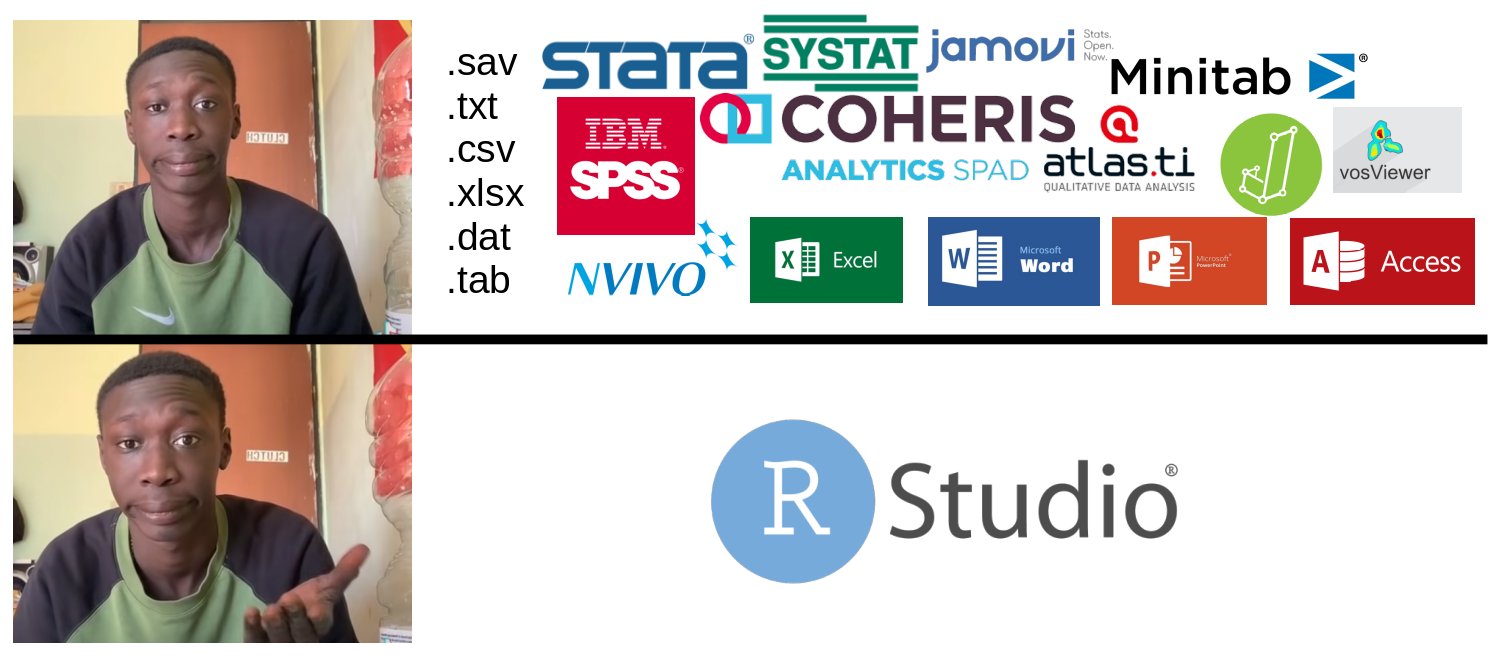 .sav
.txt
.csv
.xlsx
.dat
.tab
STATA®
SYSTAT
jamovi
Stats.
Open.
Now.
Minitab®
IBM
SPSS®
COHERIS
ANALYTICS SPAD
atlas.ti
QUALITATIVE DATA ANALYSIS
vosViewer
NVIVO
X Excel
W Microsoft
Word
P Microsoft
PowerPoint
A Access
CLUTCH
CLUTCH
R Studio®